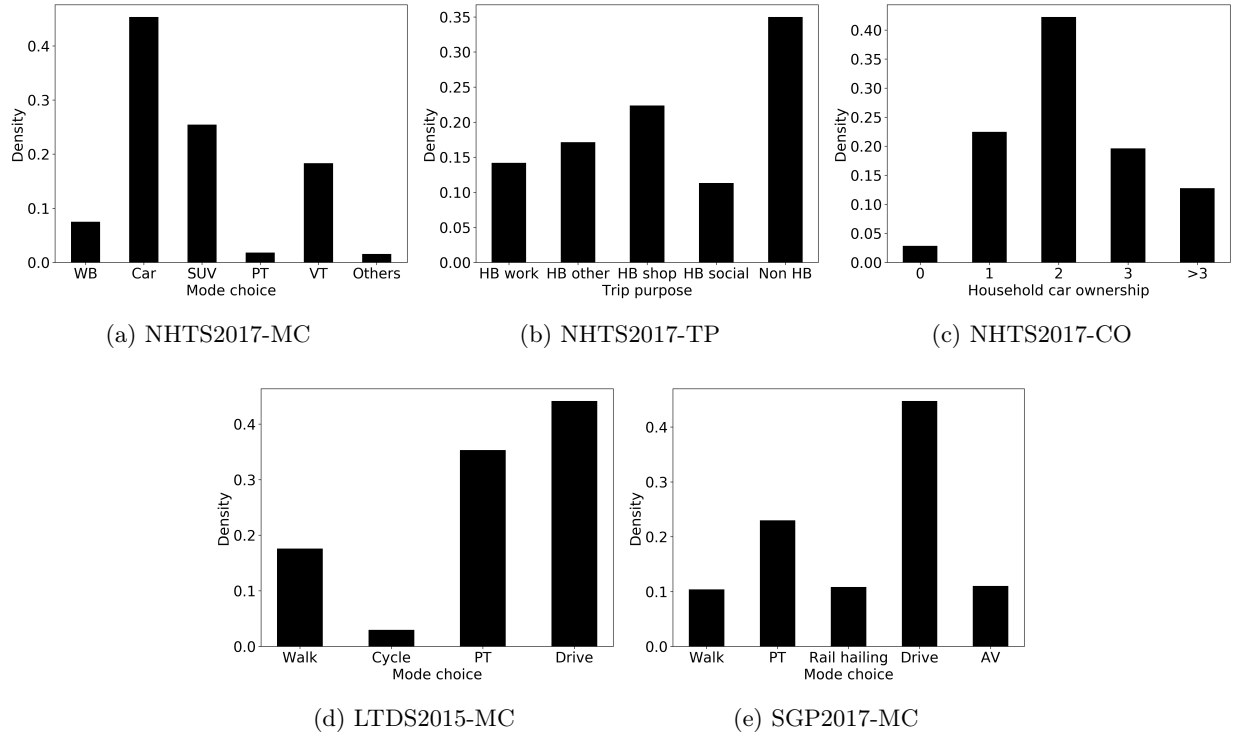 Density
0.4
0.3
0.2
0.1
0.0
WB Car SUV PT VT Others
Mode choice
(a) NHTS2017-MC
Density
0.35
0.30
0.25
0.20
0.15
0.10
0.05
0.00
HB work HB other HB shop HB social Non HB
Trip purpose
(b) NHTS2017-TP
Density
0.40
0.35
0.30
0.25
0.20
0.15
0.10
0.05
0.00
0 1 2 3 >3
Household car ownership
(c) NHTS2017-CO
Density
0.4
0.3
0.2
0.1
0.0
Walk Cycle PT Drive
Mode choice
(d) LTDS2015-MC
Density
0.4
0.3
0.2
0.1
0.0
Walk PT Rail hailing Drive AV
Mode choice
(e) SGP2017-MC